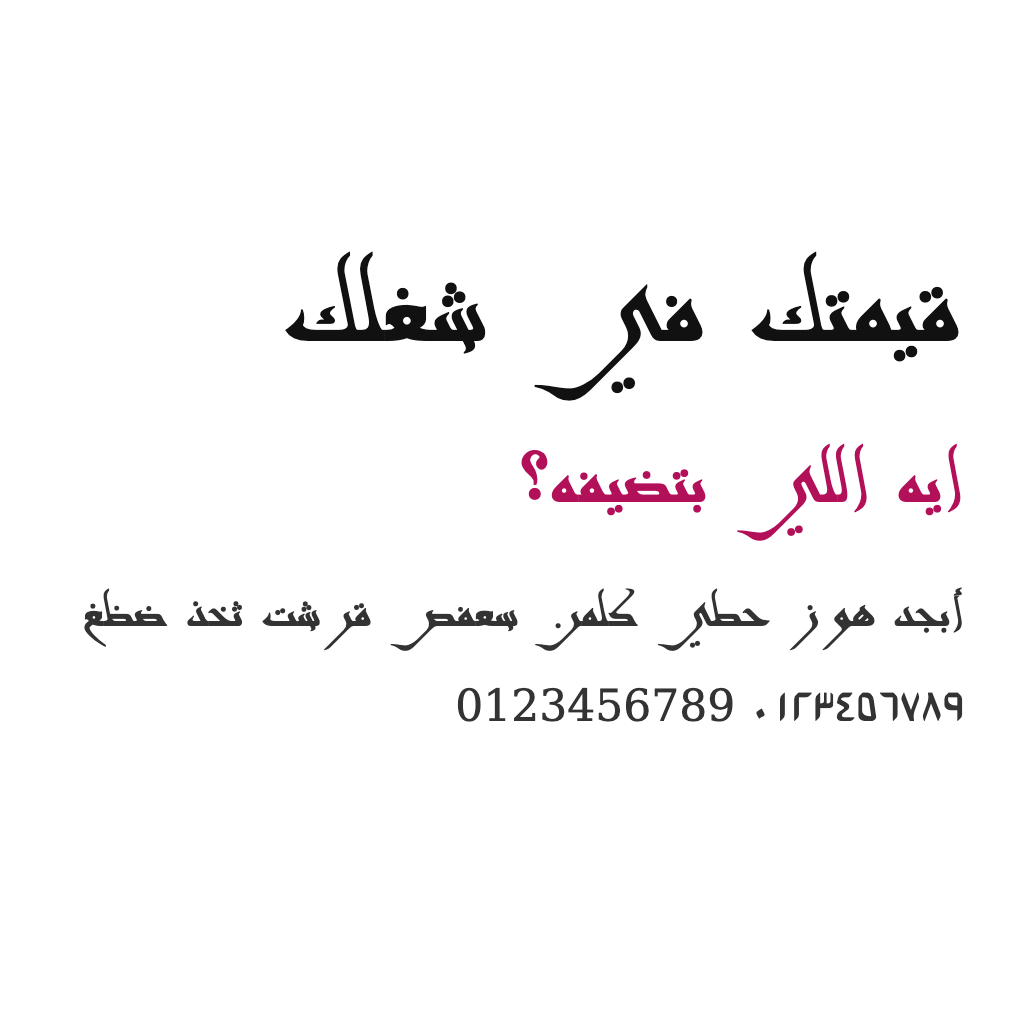 قيمتك في شغلك
ايه اللي بتضيفه؟
أبجد هوز حطي كلمن سعفص قرشت ثخذ ضظغ
٠١٢٣٤٥٦٧٨٩ 0123456789